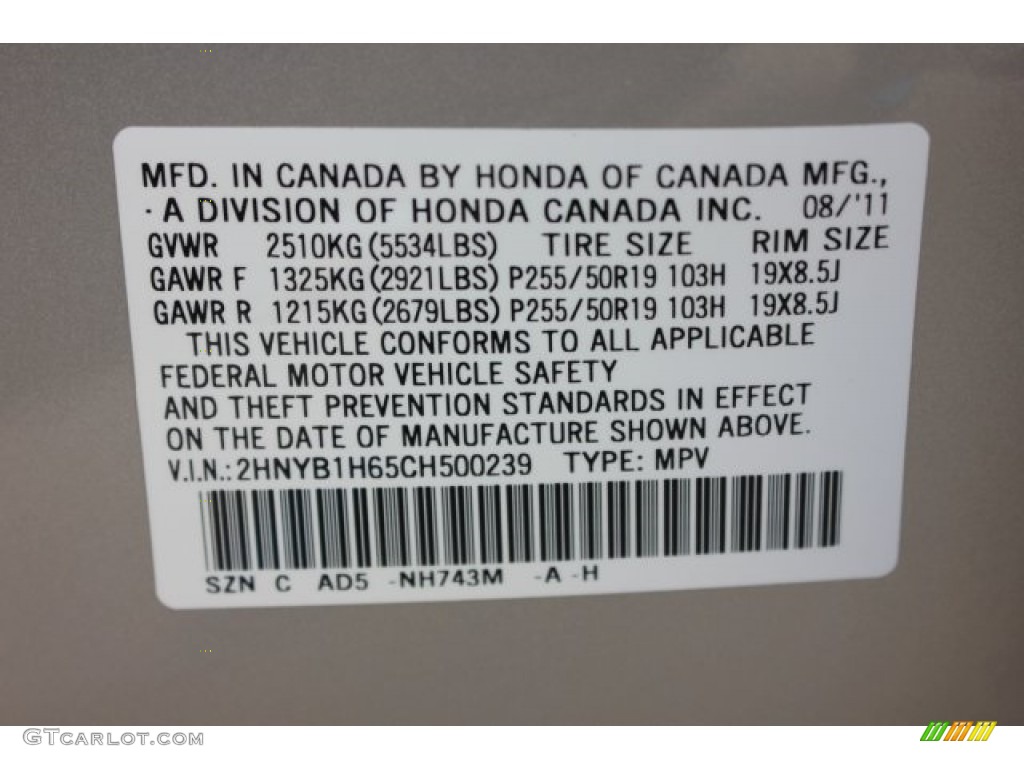 MFD. IN CANADA BY HONDA OF CANADA MFG.,
· A DIVISION OF HONDA CANADA INC. 08/'11
GVWR 2510KG (5534LBS) TIRE SIZE RIM SIZE
GAWR F 1325KG (2921LBS) P255/50R19 103H 19X8.5J
GAWR R 1215KG (2679LBS) P255/50R19 103H 19X8.5J
THIS VEHICLE CONFORMS TO ALL APPLICABLE
FEDERAL MOTOR VEHICLE SAFETY
AND THEFT PREVENTION STANDARDS IN EFFECT
ON THE DATE OF MANUFACTURE SHOWN ABOVE.
V.I.N.: 2HNYB1H65CH500239 TYPE: MPV
SZN C AD5 -NH743M -A -H
GTCARLOT.COM